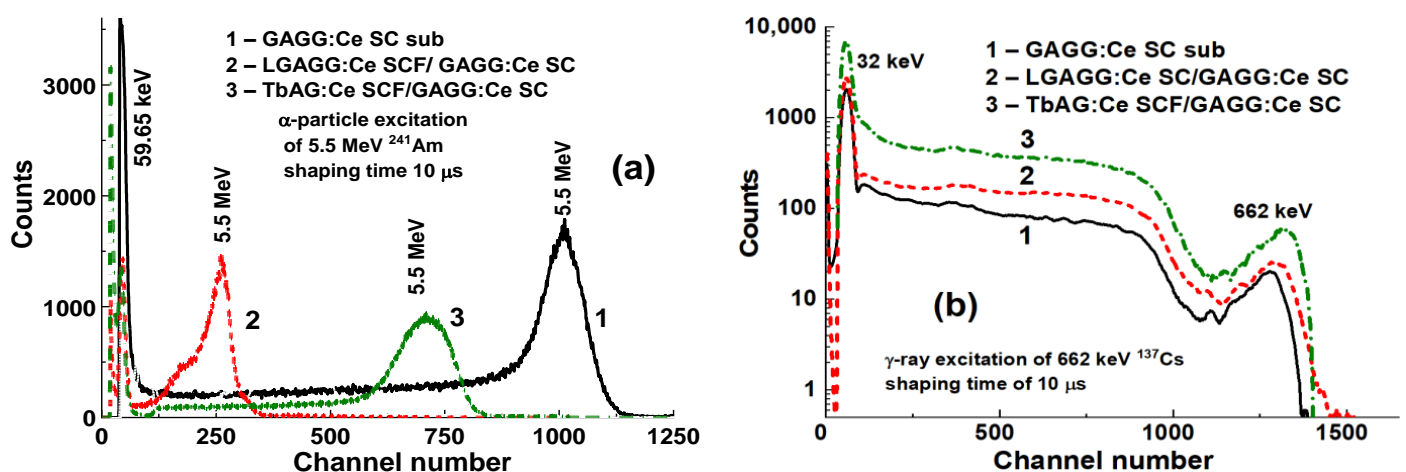 1 – GAGG:Ce SC sub
2 – LGAGG:Ce SCF/ GAGG:Ce SC
3 – TbAG:Ce SCF/GAGG:Ce SC
α-particle excitation
of 5.5 MeV ²⁴¹Am
shaping time 10 μs
(a)
59.65 keV
5.5 MeV
5.5 MeV
5.5 MeV
2
3
1
Counts
3000
2000
1000
0
0 250 500 750 1000 1250
Channel number
1 – GAGG:Ce SC sub
2 – LGAGG:Ce SC/GAGG:Ce SC
3 – TbAG:Ce SCF/GAGG:Ce SC
32 keV
662 keV
3
2
1
(b)
γ-ray excitation of 662 keV ¹³⁷Cs
shaping time of 10 μs
Counts
10,000
1000
100
10
1
0 500 1000 1500
Channel number